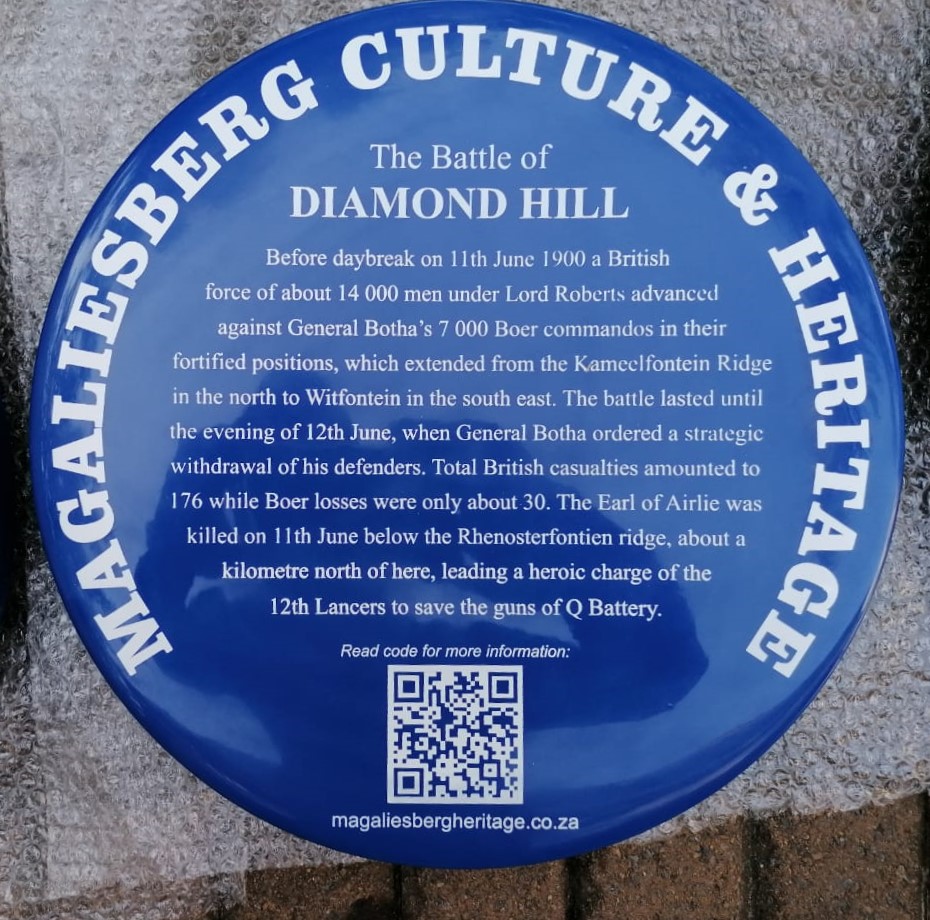 MAGALIESBERG CULTURE & HERITAGE
The Battle of
DIAMOND HILL
Before daybreak on 11th June 1900 a British
force of about 14 000 men under Lord Roberts advanced
against General Botha's 7 000 Boer commandos in their
fortified positions, which extended from the Kameelfontein Ridge
in the north to Witfontein in the south east. The battle lasted until
the evening of 12th June, when General Botha ordered a strategic
withdrawal of his defenders. Total British casualties amounted to
176 while Boer losses were only about 30. The Earl of Airlie was
killed on 11th June below the Rhenosterfontien ridge, about a
kilometre north of here, leading a heroic charge of the
12th Lancers to save the guns of Q Battery.
Read code for more information:
magaliesbergheritage.co.za